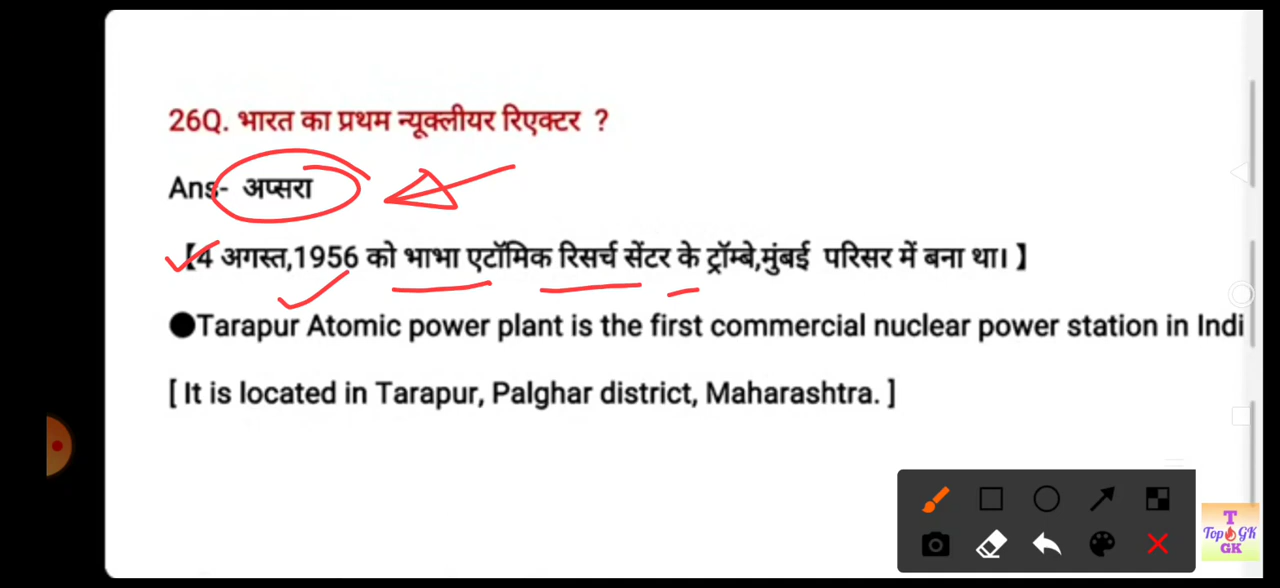 26Q. भारत का प्रथम न्यूक्लीयर रिएक्टर ?
Ans- अप्सरा
【4 अगस्त,1956 को भाभा एटॉमिक रिसर्च सेंटर के ट्रॉम्बे,मुंबई परिसर में बना था। 】
●Tarapur Atomic power plant is the first commercial nuclear power station in Indi
[ It is located in Tarapur, Palghar district, Maharashtra. ]
T
Top GK
GK